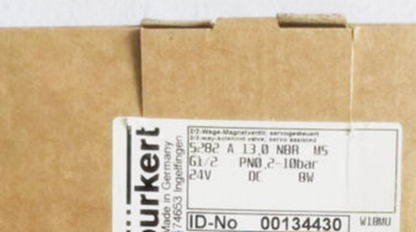 burkert
Made in Germany
74653 Ingelfingen
2/2-Wege-Magnetventil, servogesteuert
2/2-way-solenoid valve, servo assisted
5282 A 13,0 NBR MS
G1/2 PN0,2-10bar
24V DC 8W
ID-No 00134430
W18MU